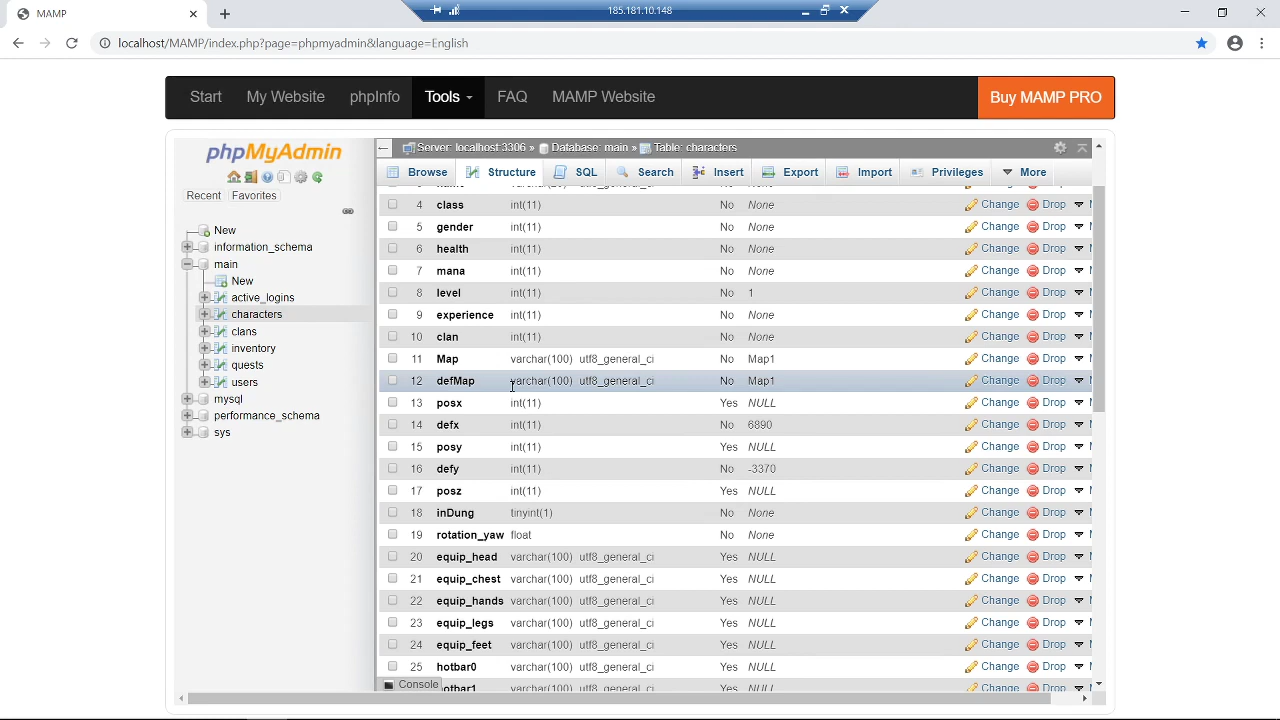 MAMP
185.181.10.148
localhost/MAMP/index.php?page=phpmyadmin&language=English
Start My Website phpInfo Tools FAQ MAMP Website Buy MAMP PRO
phpMyAdmin
Recent Favorites
New
information_schema
main
New
active_logins
characters
clans
inventory
quests
users
mysql
performance_schema
sys
Server: localhost:3306 » Database: main » Table: characters
Browse Structure SQL Search Insert Export Import Privileges More
4 class int(11) No None Change Drop
5 gender int(11) No None Change Drop
6 health int(11) No None Change Drop
7 mana int(11) No None Change Drop
8 level int(11) No 1 Change Drop
9 experience int(11) No None Change Drop
10 clan int(11) No None Change Drop
11 Map varchar(100) utf8_general_ci No Map1 Change Drop
12 defMap varchar(100) utf8_general_ci No Map1 Change Drop
13 posx int(11) Yes NULL Change Drop
14 defx int(11) No 6890 Change Drop
15 posy int(11) Yes NULL Change Drop
16 defy int(11) No -3370 Change Drop
17 posz int(11) Yes NULL Change Drop
18 inDung tinyint(1) No None Change Drop
19 rotation_yaw float No None Change Drop
20 equip_head varchar(100) utf8_general_ci Yes NULL Change Drop
21 equip_chest varchar(100) utf8_general_ci Yes NULL Change Drop
22 equip_hands varchar(100) utf8_general_ci Yes NULL Change Drop
23 equip_legs varchar(100) utf8_general_ci Yes NULL Change Drop
24 equip_feet varchar(100) utf8_general_ci Yes NULL Change Drop
25 hotbar0 varchar(100) utf8_general_ci Yes NULL Change Drop
Console